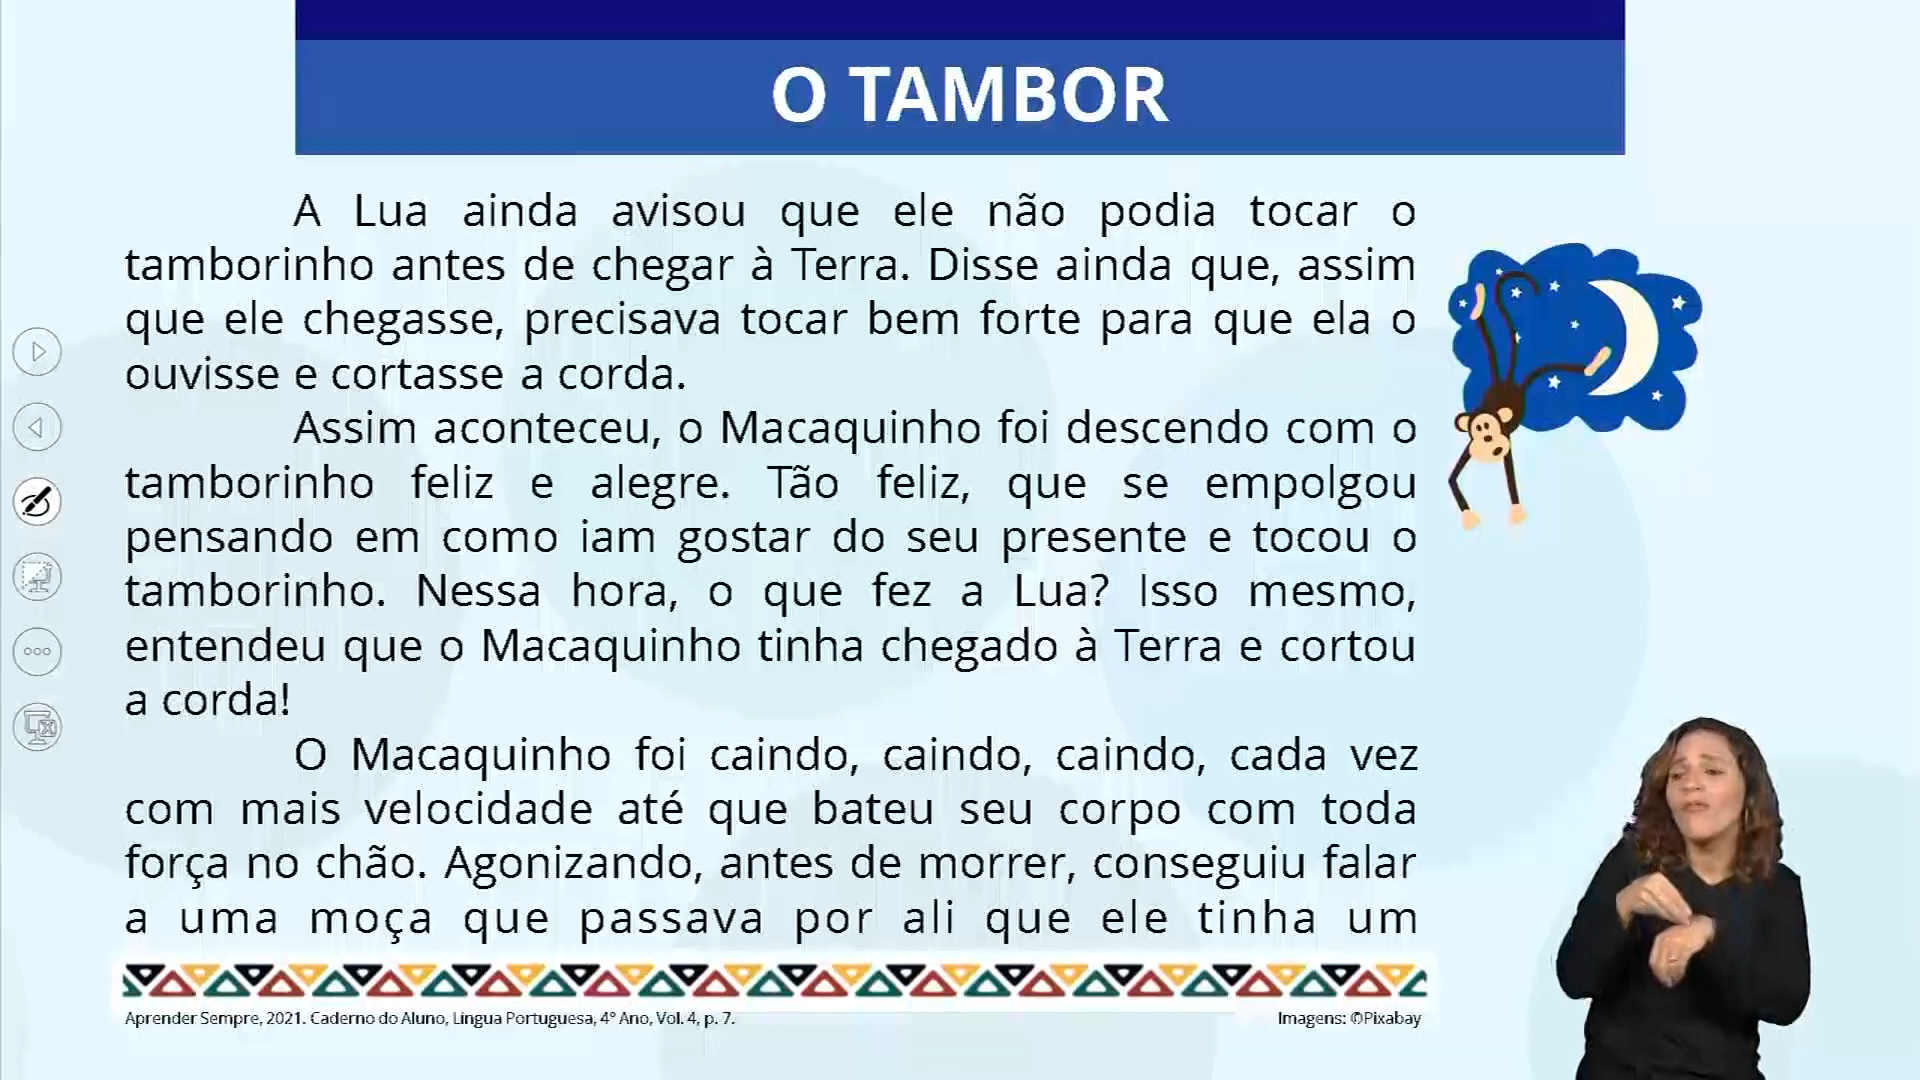 O TAMBOR
A Lua ainda avisou que ele não podia tocar o
tamborinho antes de chegar à Terra. Disse ainda que, assim
que ele chegasse, precisava tocar bem forte para que ela o
ouvisse e cortasse a corda.
Assim aconteceu, o Macaquinho foi descendo com o
tamborinho feliz e alegre. Tão feliz, que se empolgou
pensando em como iam gostar do seu presente e tocou o
tamborinho. Nessa hora, o que fez a Lua? Isso mesmo,
entendeu que o Macaquinho tinha chegado à Terra e cortou
a corda!
O Macaquinho foi caindo, caindo, caindo, cada vez
com mais velocidade até que bateu seu corpo com toda
força no chão. Agonizando, antes de morrer, conseguiu falar
a uma moça que passava por ali que ele tinha um
Aprender Sempre, 2021. Caderno do Aluno, Língua Portuguesa, 4° Ano, Vol. 4, p. 7.
Imagens: ©Pixabay